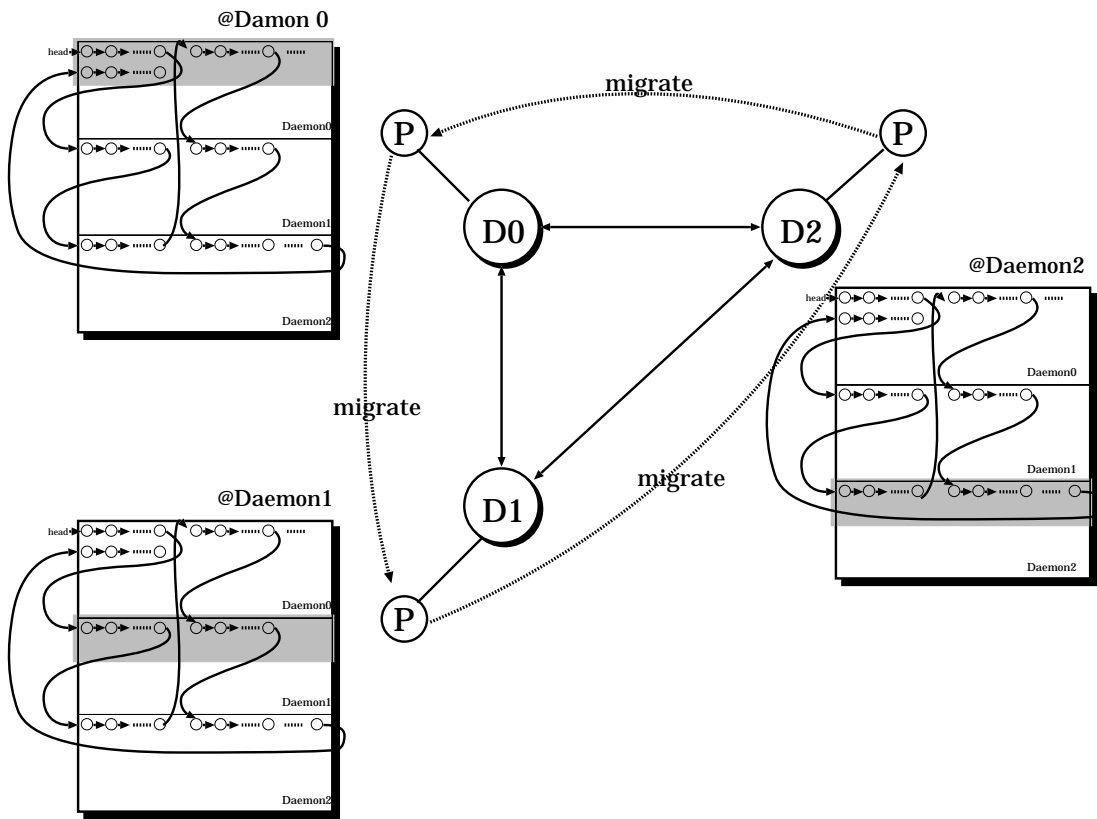 @Damon 0
head
Daemon0
Daemon1
Daemon2
migrate
P
P
D0
D2
@Daemon2
head
Daemon0
Daemon1
Daemon2
migrate
migrate
@Daemon1
head
Daemon0
Daemon1
Daemon2
D1
P